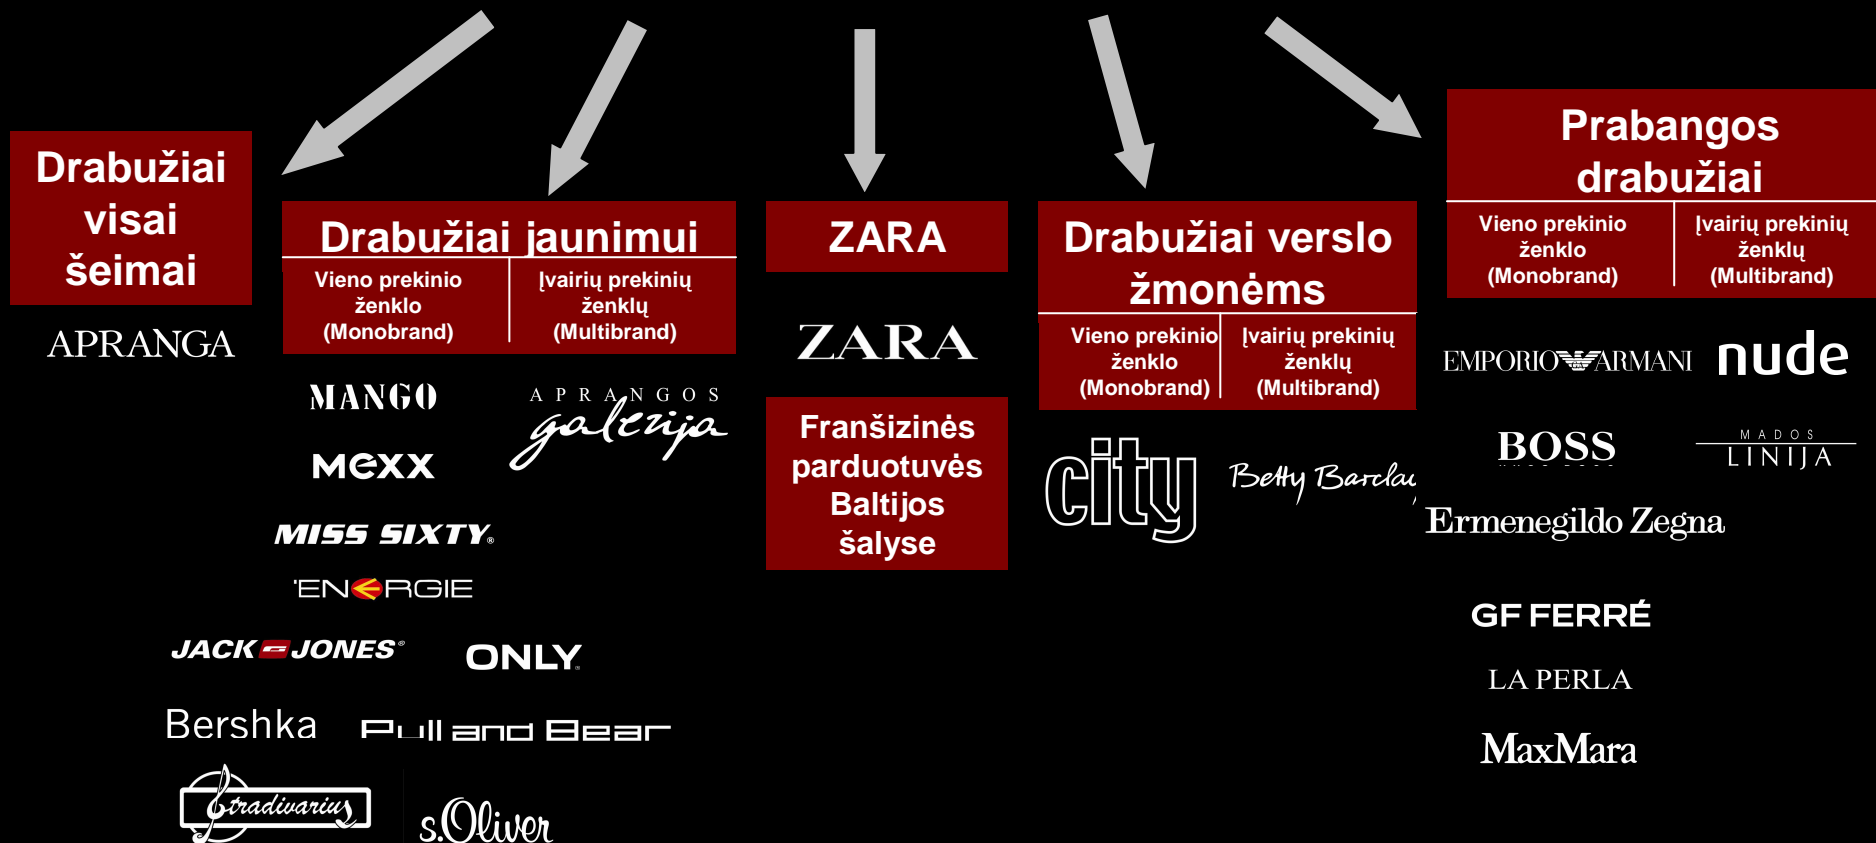 Drabužiai
visai
šeimai
APRANGA
Drabužiai jaunimui
Vieno prekinio
ženklo
(Monobrand)
Įvairių prekinių
ženklų
(Multibrand)
MANGO
APRANGOS
galerija
MEXX
MISS SIXTY®
'ENERGIE
JACK JONES®
ONLY
Bershka
Pull and Bear
Stradivarius
s.Oliver
ZARA
ZARA
Franšizinės
parduotuvės
Baltijos
šalyse
Drabužiai verslo
žmonėms
Vieno prekinio
ženklo
(Monobrand)
Įvairių prekinių
ženklų
(Multibrand)
city
Betty Barclay
Prabangos
drabužiai
Vieno prekinio
ženklo
(Monobrand)
Įvairių prekinių
ženklų
(Multibrand)
EMPORIO ARMANI
nude
BOSS
MADOS
LINIJA
Ermenegildo Zegna
GF FERRÉ
LA PERLA
MaxMara